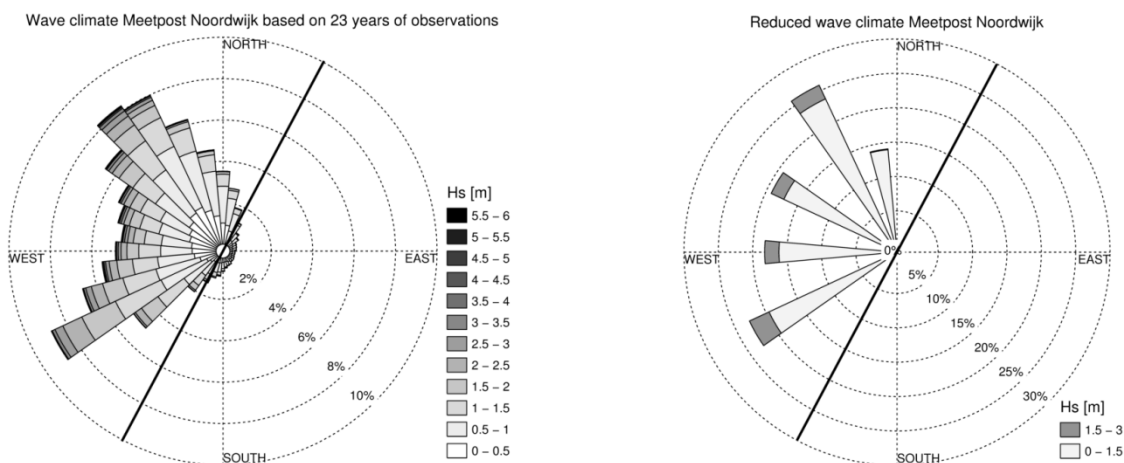 Wave climate Meetpost Noordwijk based on 23 years of observations
NORTH
WEST
EAST
SOUTH
2%
4%
6%
8%
10%
Hs [m]
5.5 – 6
5 – 5.5
4.5 – 5
4 – 4.5
3.5 – 4
3 – 3.5
2.5 – 3
2 – 2.5
1.5 – 2
1 – 1.5
0.5 – 1
0 – 0.5
Reduced wave climate Meetpost Noordwijk
NORTH
WEST
EAST
SOUTH
0%
5%
10%
15%
20%
25%
30%
Hs [m]
1.5 – 3
0 – 1.5